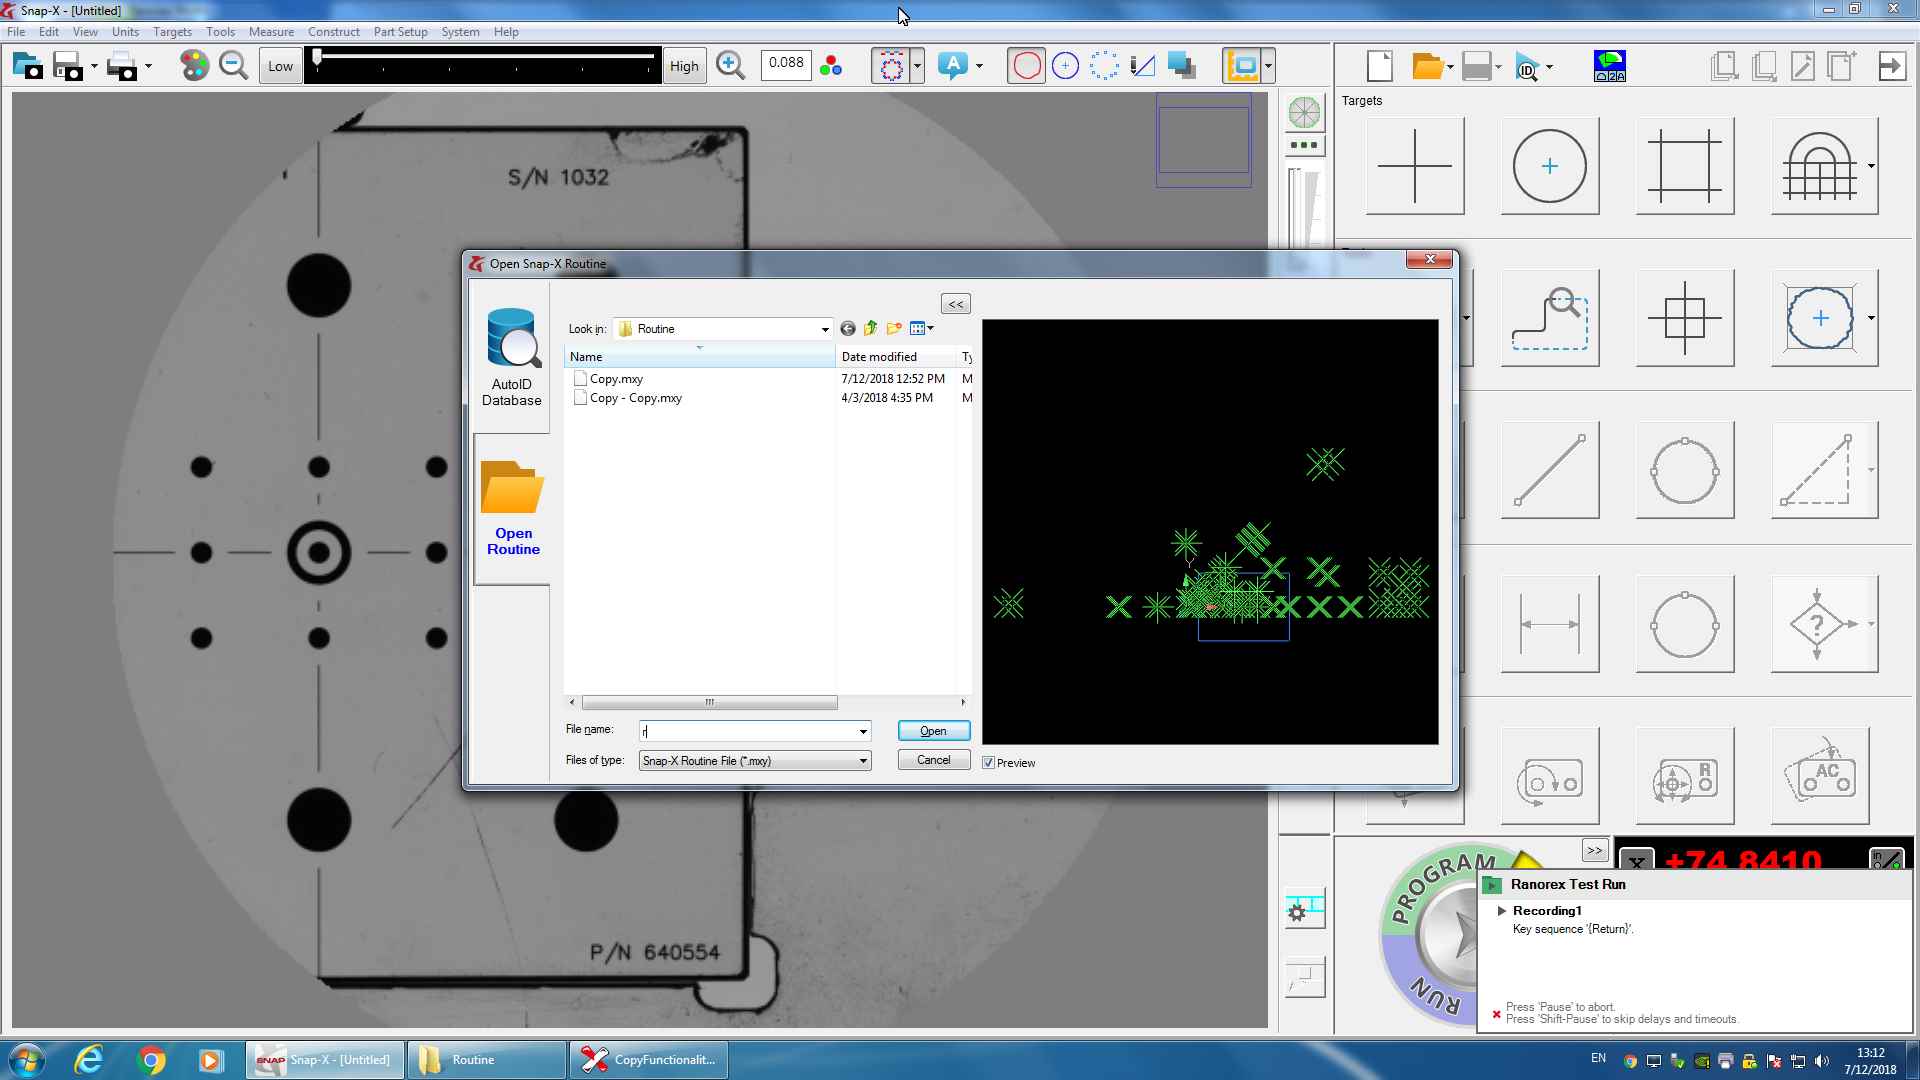 Snap-X - [Untitled]
File Edit View Units Targets Tools Measure Construct Part Setup System Help
Low High 0.088 A ID D2A
Targets
S/N 1032
Open Snap-X Routine
<<
Look in: Routine
Name Date modified Ty
Copy.mxy 7/12/2018 12:52 PM M
Copy - Copy.mxy 4/3/2018 4:35 PM M
AutoID
Database
Open
Routine
File name: r Open
Files of type: Snap-X Routine File (*.mxy) Cancel
Preview
Y
?
R
AC
P/N 640554
PROGRAM
RUN
>>
X +74.8410 in
Ranorex Test Run
Recording1
Key sequence '{Return}'.
Press 'Pause' to abort.
Press 'Shift-Pause' to skip delays and timeouts.
SNAP Snap-X - [Untitled] Routine CopyFunctionalit... EN 13:12
7/12/2018